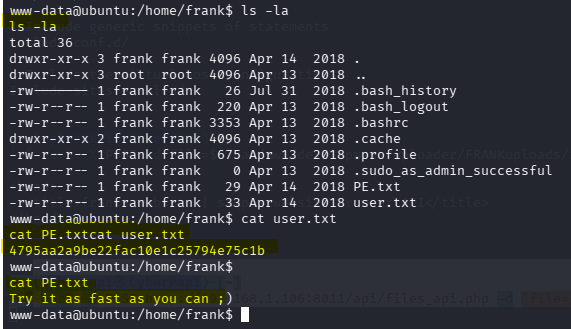 www-data@ubuntu:/home/frank$ ls -la
ls -la
total 36
drwxr-xr-x 3 frank frank 4096 Apr 14  2018 .
drwxr-xr-x 3 root  root  4096 Apr 13  2018 ..
-rw------- 1 frank frank   26 Jul 31  2018 .bash_history
-rw-r--r-- 1 frank frank  220 Apr 13  2018 .bash_logout
-rw-r--r-- 1 frank frank 3353 Apr 13  2018 .bashrc
drwxr-xr-x 2 frank frank 4096 Apr 13  2018 .cache
-rw-r--r-- 1 frank frank  675 Apr 13  2018 .profile
-rw-r--r-- 1 frank frank    0 Apr 13  2018 .sudo_as_admin_successful
-rw-r--r-- 1 frank frank   29 Apr 14  2018 PE.txt
-rw-r--r-- 1 frank frank   33 Apr 14  2018 user.txt
www-data@ubuntu:/home/frank$ cat user.txt
cat PE.txtcat user.txt
4795aa2a9be22fac10e1c25794e75c1b
www-data@ubuntu:/home/frank$
cat PE.txt
Try it as fast as you can ;)
www-data@ubuntu:/home/frank$